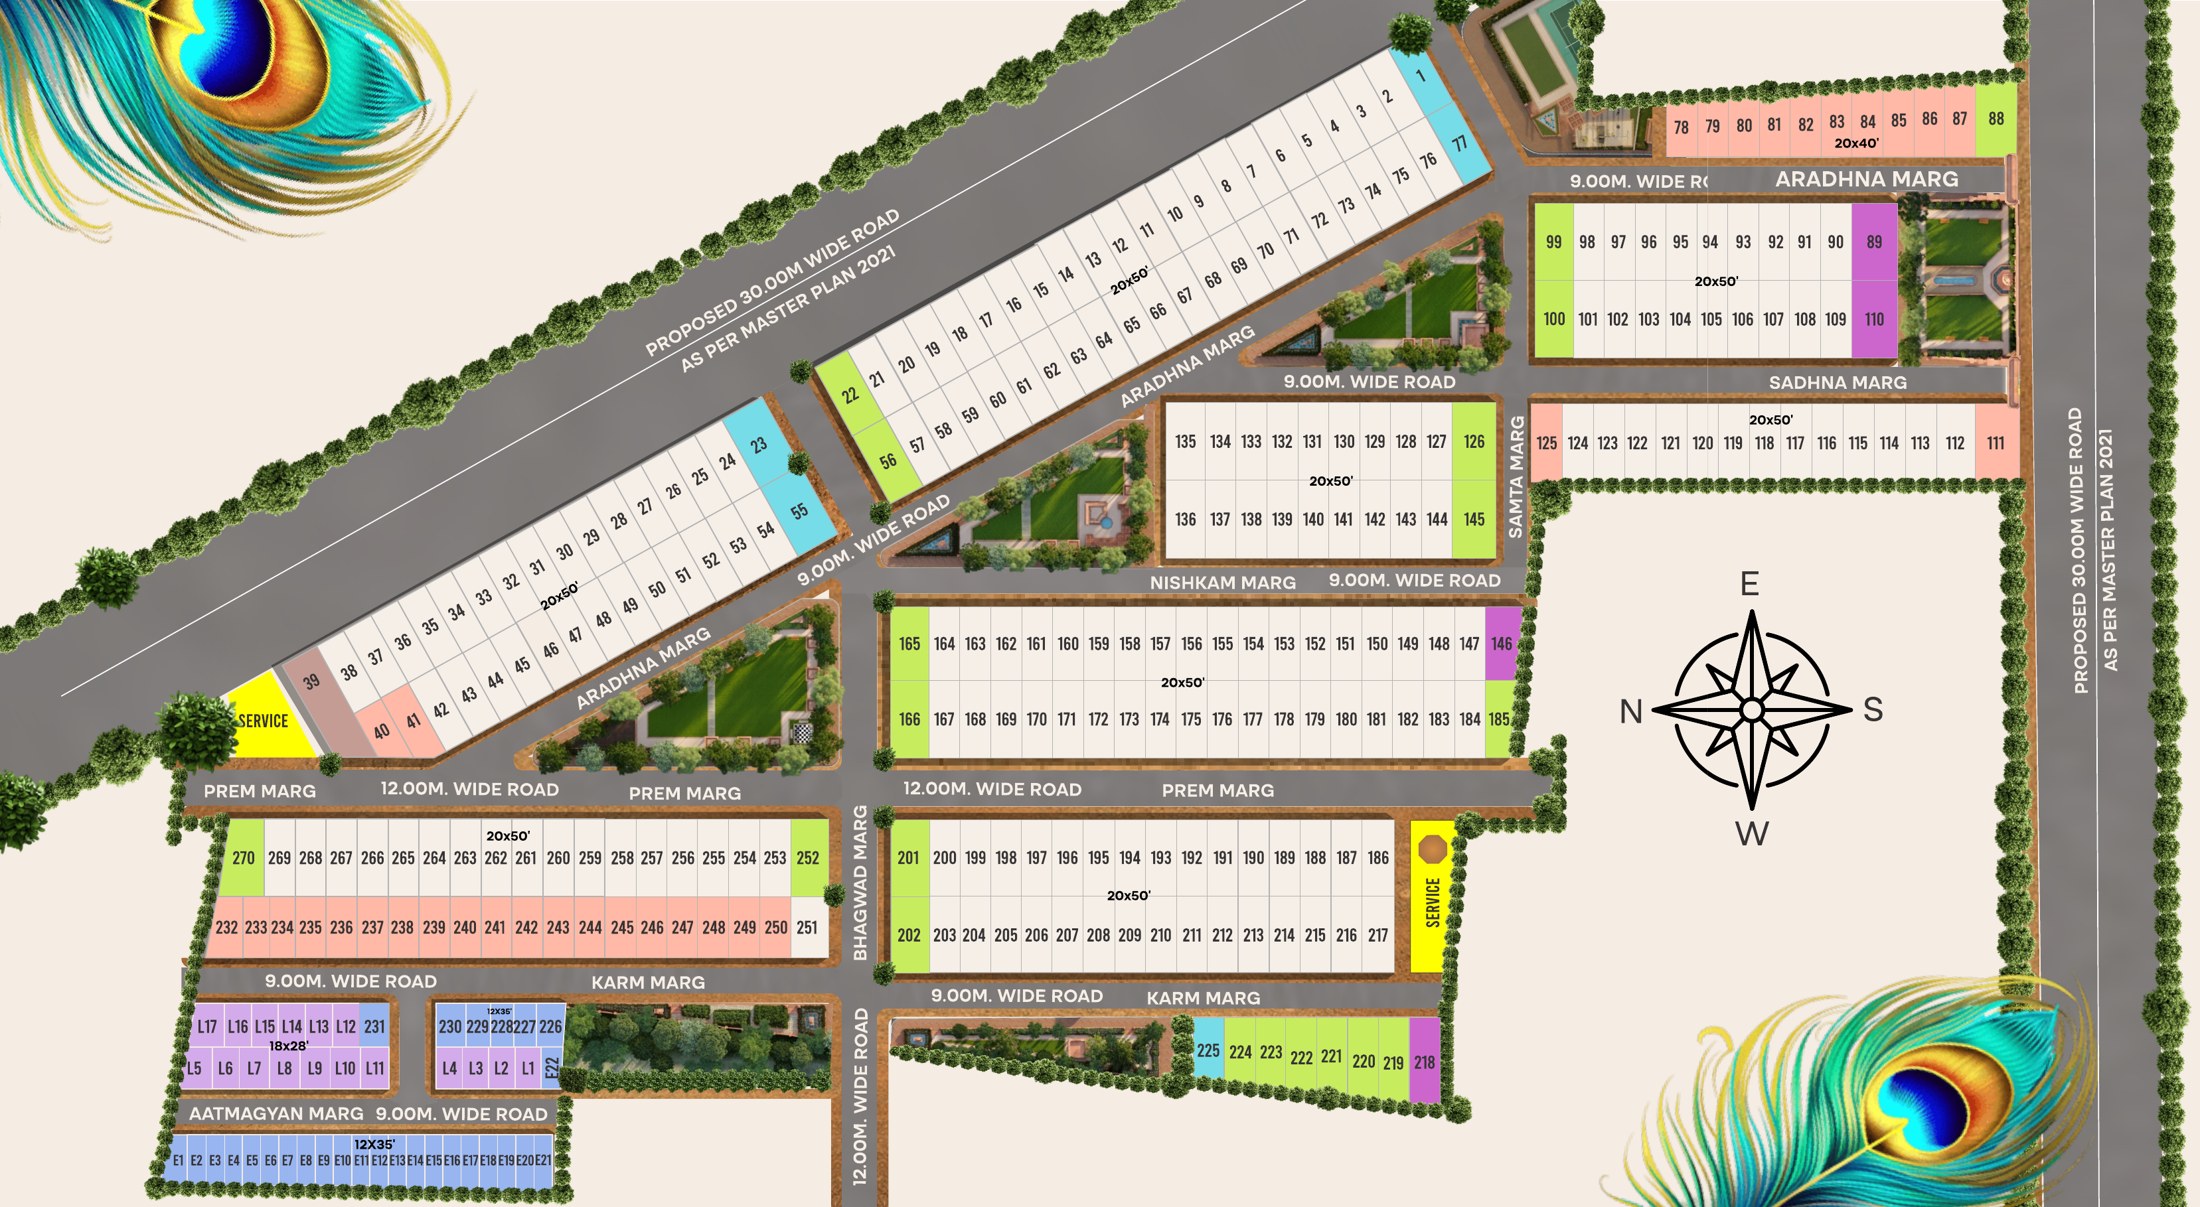 PROPOSED 30.00M WIDE ROAD
AS PER MASTER PLAN 2021
1 2 3 4 5 6 7 8 9 10 11 12 13 14 15 16 17 18 19 20 21 22
20x50'
77 76 75 74 73 72 71 70 69 68 67 66 65 64 63 62 61 60 59 58 57 56
78 79 80 81 82 83 84 85 86 87 88
20x40'
9.00M. WIDE RO
ARADHNA MARG
99 98 97 96 95 94 93 92 91 90 89
20x50'
100 101 102 103 104 105 106 107 108 109 110
ARADHNA MARG
9.00M. WIDE ROAD
SADHNA MARG
20x50'
125 124 123 122 121 120 119 118 117 116 115 114 113 112 111
135 134 133 132 131 130 129 128 127 126
20x50'
136 137 138 139 140 141 142 143 144 145
SAMTA MARG
PROPOSED 30.00M WIDE ROAD
AS PER MASTER PLAN 2021
23 24 25 26 27 28 29 30 31 32 33 34 35 36 37 38 39
20x50'
55 54 53 52 51 50 49 48 47 46 45 44 43 42 41 40
9.00M. WIDE ROAD
ARADHNA MARG
NISHKAM MARG 9.00M. WIDE ROAD
SERVICE
165 164 163 162 161 160 159 158 157 156 155 154 153 152 151 150 149 148 147 146
20x50'
166 167 168 169 170 171 172 173 174 175 176 177 178 179 180 181 182 183 184 185
E
N S
W
PREM MARG 12.00M. WIDE ROAD PREM MARG
12.00M. WIDE ROAD PREM MARG
20x50'
270 269 268 267 266 265 264 263 262 261 260 259 258 257 256 255 254 253 252
232 233 234 235 236 237 238 239 240 241 242 243 244 245 246 247 248 249 250 251
BHAGWAD MARG
201 200 199 198 197 196 195 194 193 192 191 190 189 188 187 186
20x50'
202 203 204 205 206 207 208 209 210 211 212 213 214 215 216 217
SERVICE
9.00M. WIDE ROAD KARM MARG
9.00M. WIDE ROAD KARM MARG
L17 L16 L15 L14 L13 L12 231
18x28'
L5 L6 L7 L8 L9 L10 L11
12X35'
230 229 228 227 226
L4 L3 L2 L1 E22
12.00M. WIDE ROAD
225 224 223 222 221 220 219 218
AATMAGYAN MARG 9.00M. WIDE ROAD
12X35'
E1 E2 E3 E4 E5 E6 E7 E8 E9 E10 E11 E12 E13 E14 E15 E16 E17 E18 E19 E20 E21